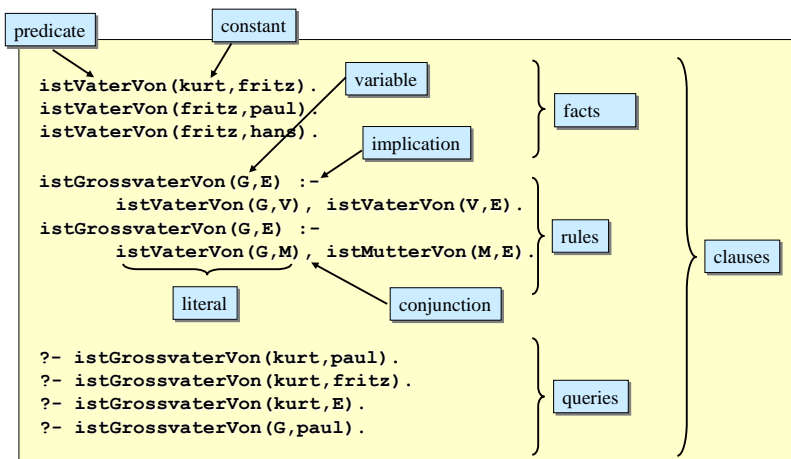 predicate
constant
istVaterVon(kurt,fritz).
variable
istVaterVon(fritz,paul).
facts
istVaterVon(fritz,hans).
implication
istGrossvaterVon(G,E) :-
istVaterVon(G,V), istVaterVon(V,E).
istGrossvaterVon(G,E) :-
rules
istVaterVon(G,M), istMutterVon(M,E).
clauses
literal
conjunction
?- istGrossvaterVon(kurt,paul).
?- istGrossvaterVon(kurt,fritz).
?- istGrossvaterVon(kurt,E).
queries
?- istGrossvaterVon(G,paul).